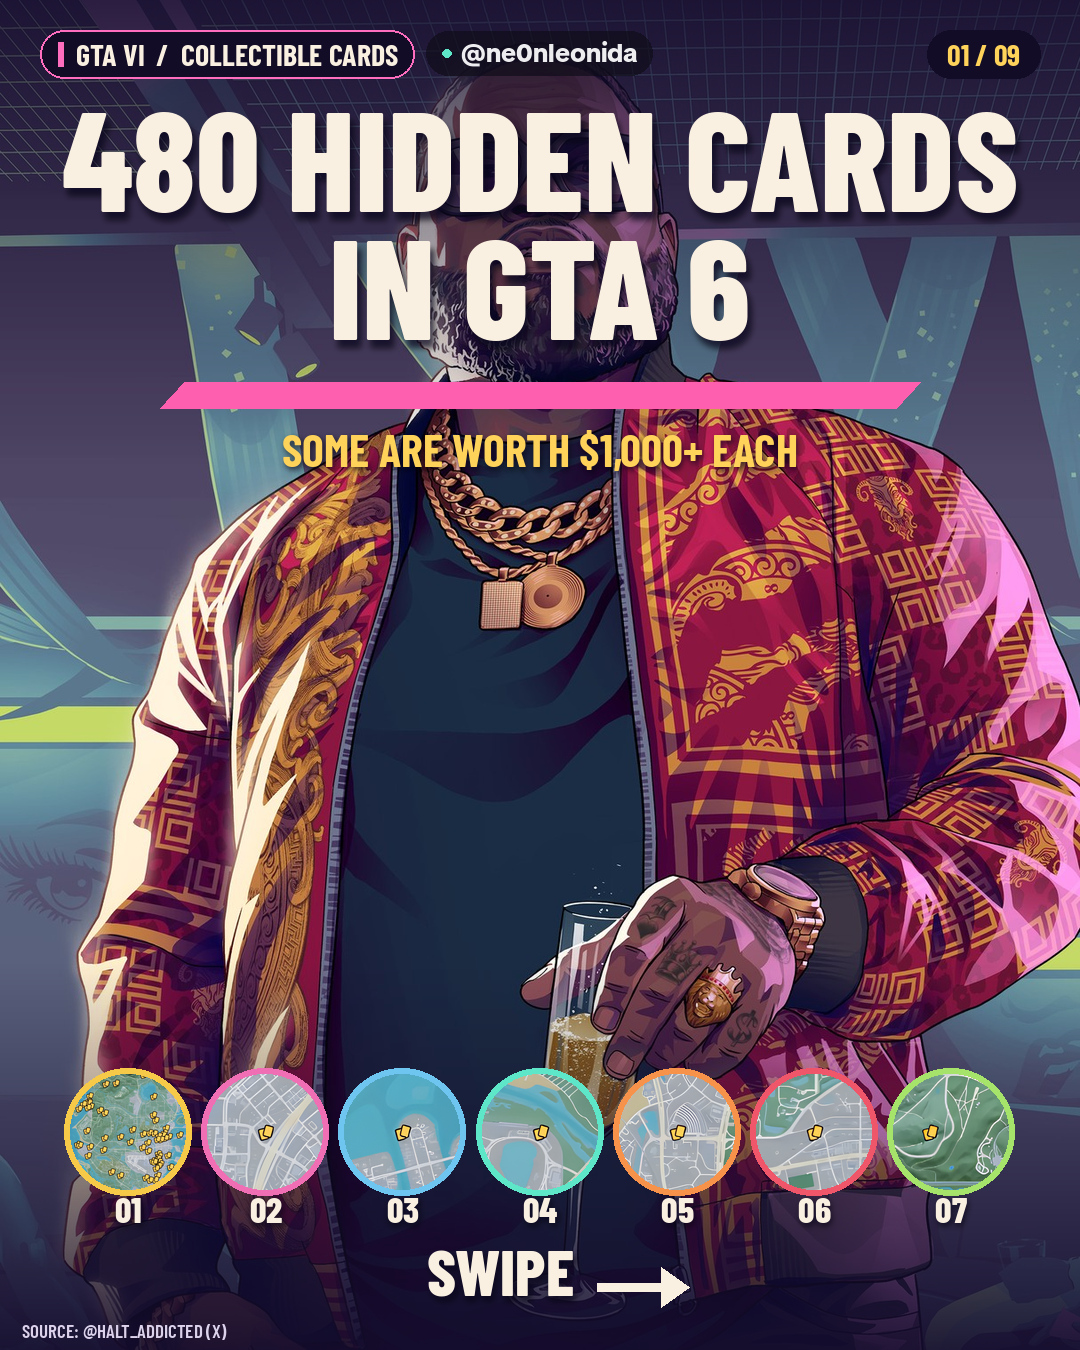 GTA VI / COLLECTIBLE CARDS
@ne0nleonida
01 / 09
480 HIDDEN CARDS
IN GTA 6
SOME ARE WORTH $1,000+ EACH
01 02 03 04 05 06 07
SWIPE
SOURCE: @HALT_ADDICTED (X)